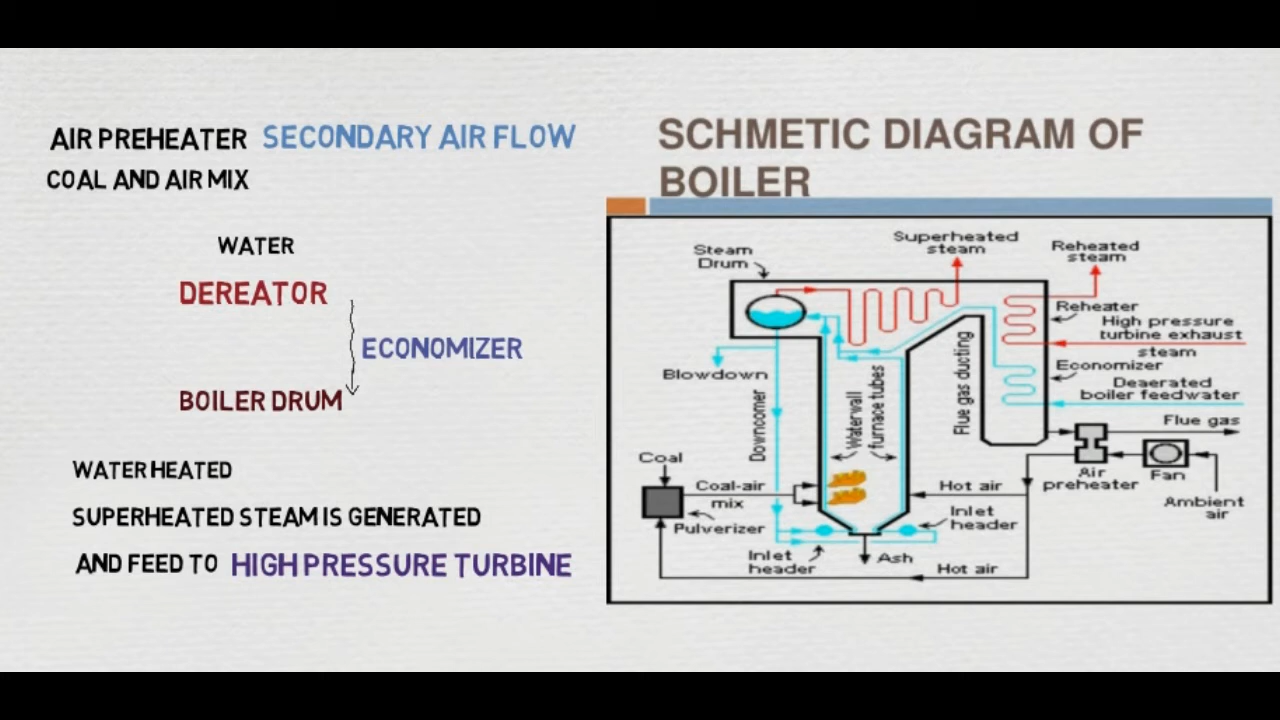 AIR PREHEATER SECONDARY AIR FLOW
COAL AND AIR MIX
WATER
DEREATOR
ECONOMIZER
BOILER DRUM
WATER HEATED
SUPERHEATED STEAM IS GENERATED
AND FEED TO HIGH PRESSURE TURBINE
SCHMETIC DIAGRAM OF
BOILER
Superheated
steam
Reheated
steam
Steam
Drum
Reheater
High pressure
turbine exhaust
steam
Economizer
Deaerated
boiler feedwater
Blowdown
Downcomer
Waterwall
furnace tubes
Flue gas ducting
Flue gas
Coal
Coal-air
mix
Pulverizer
Hot air
Air
preheater
Fan
Ambient
air
Inlet
header
Inlet
header
Ash
Hot air